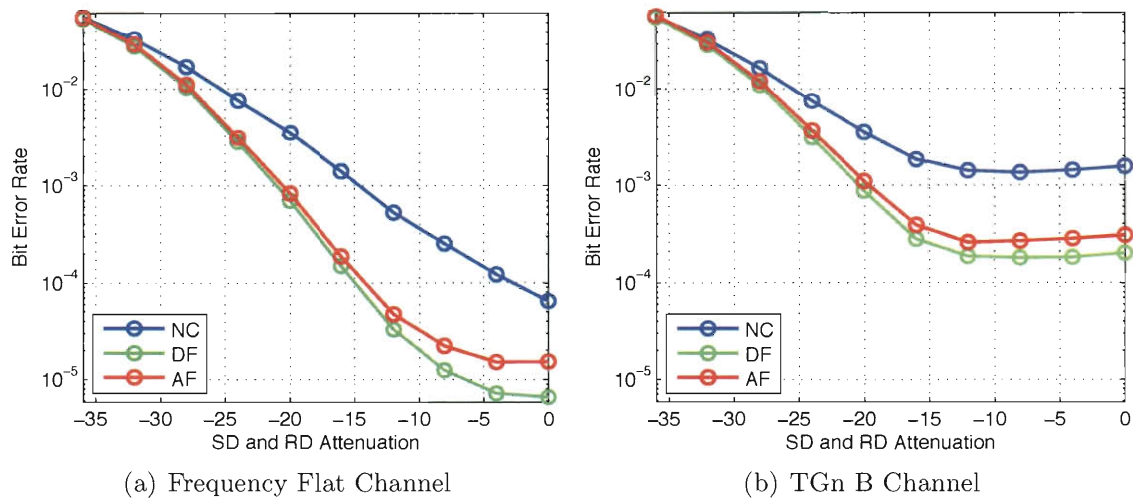 10^-2
10^-3
10^-4
10^-5
Bit Error Rate
NC
DF
AF
−35 −30 −25 −20 −15 −10 −5 0
SD and RD Attenuation
(a) Frequency Flat Channel
10^-2
10^-3
10^-4
10^-5
Bit Error Rate
NC
DF
AF
−35 −30 −25 −20 −15 −10 −5 0
SD and RD Attenuation
(b) TGn B Channel